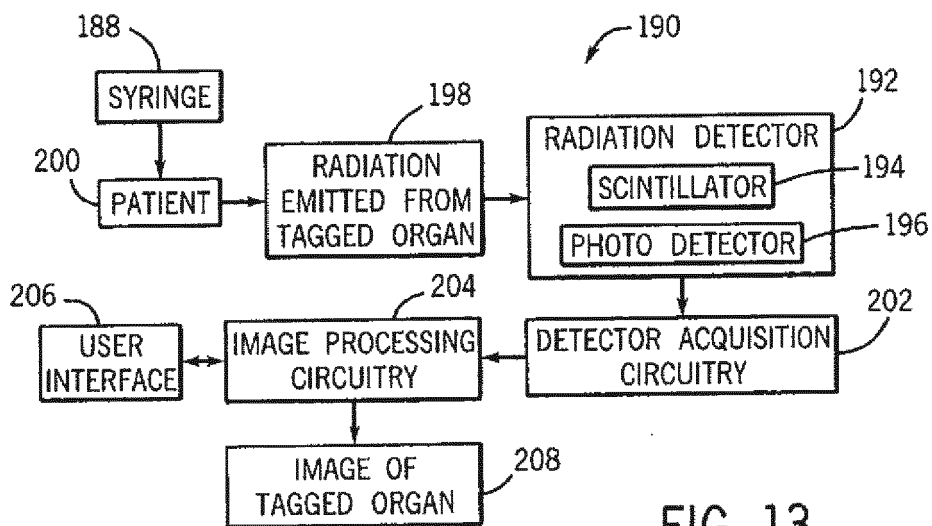 190
188
SYRINGE
198
192
200
PATIENT
RADIATION
EMITTED FROM
TAGGED ORGAN
RADIATION DETECTOR
SCINTILLATOR
194
PHOTO DETECTOR
196
206
USER
INTERFACE
204
IMAGE PROCESSING
CIRCUITRY
202
DETECTOR ACQUISITION
CIRCUITRY
IMAGE OF
TAGGED ORGAN
208
FIG. 13